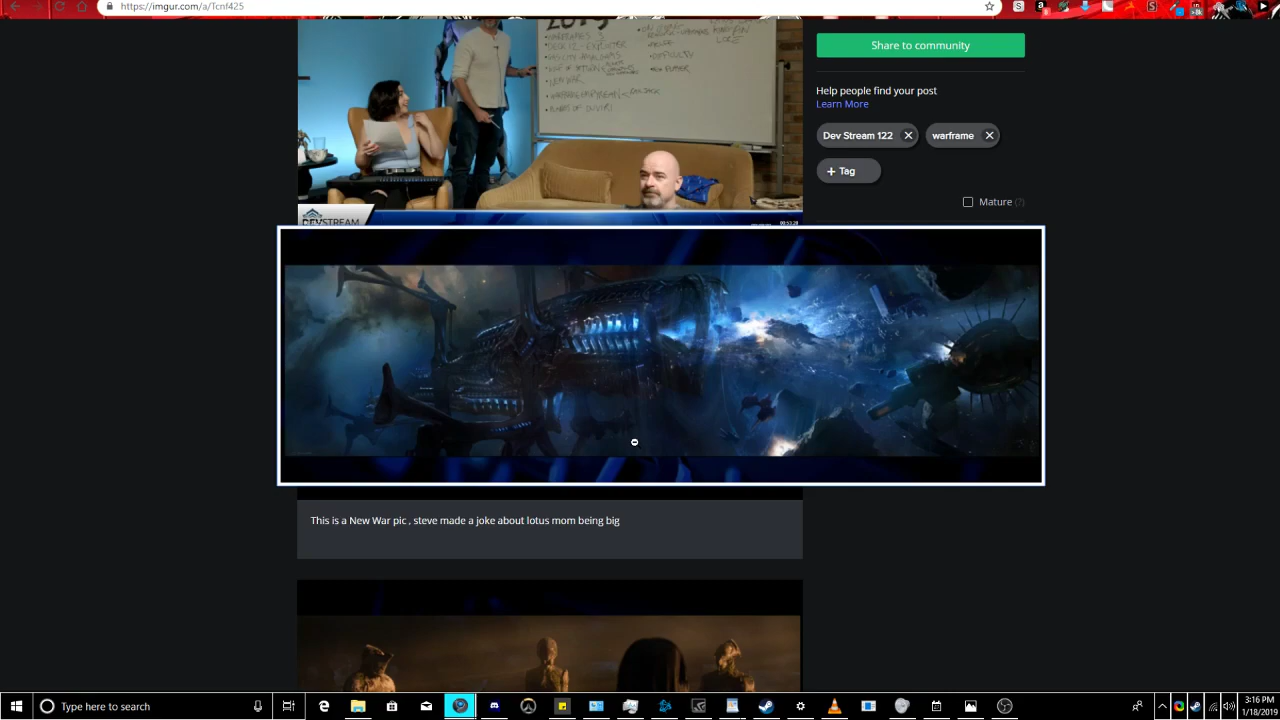 https://imgur.com/a/Tcnf425
2019
Share to community
Help people find your post
Learn More
Dev Stream 122
warframe
+ Tag
Mature (?)
DEVSTREAM
This is a New War pic , steve made a joke about lotus mom being big
Type here to search
3:16 PM
1/18/2019